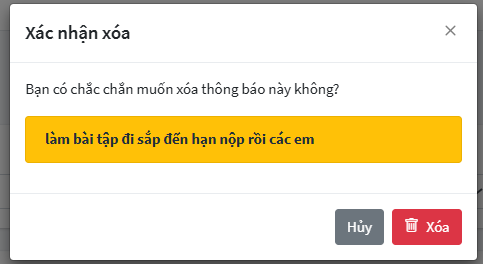 Xác nhận xóa
Bạn có chắc chắn muốn xóa thông báo này không?
làm bài tập đi sắp đến hạn nộp rồi các em
Hủy
Xóa